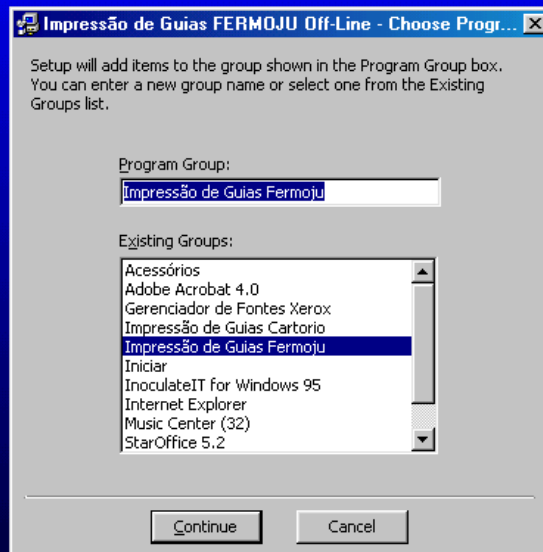 Impressão de Guias FERMOJU Off-Line - Choose Progr...
Setup will add items to the group shown in the Program Group box.
You can enter a new group name or select one from the Existing
Groups list.
Program Group:
Impressão de Guias Fermoju
Existing Groups:
Acessórios
Adobe Acrobat 4.0
Gerenciador de Fontes Xerox
Impressão de Guias Cartorio
Impressão de Guias Fermoju
Iniciar
InoculateIT for Windows 95
Internet Explorer
Music Center (32)
StarOffice 5.2
Continue
Cancel